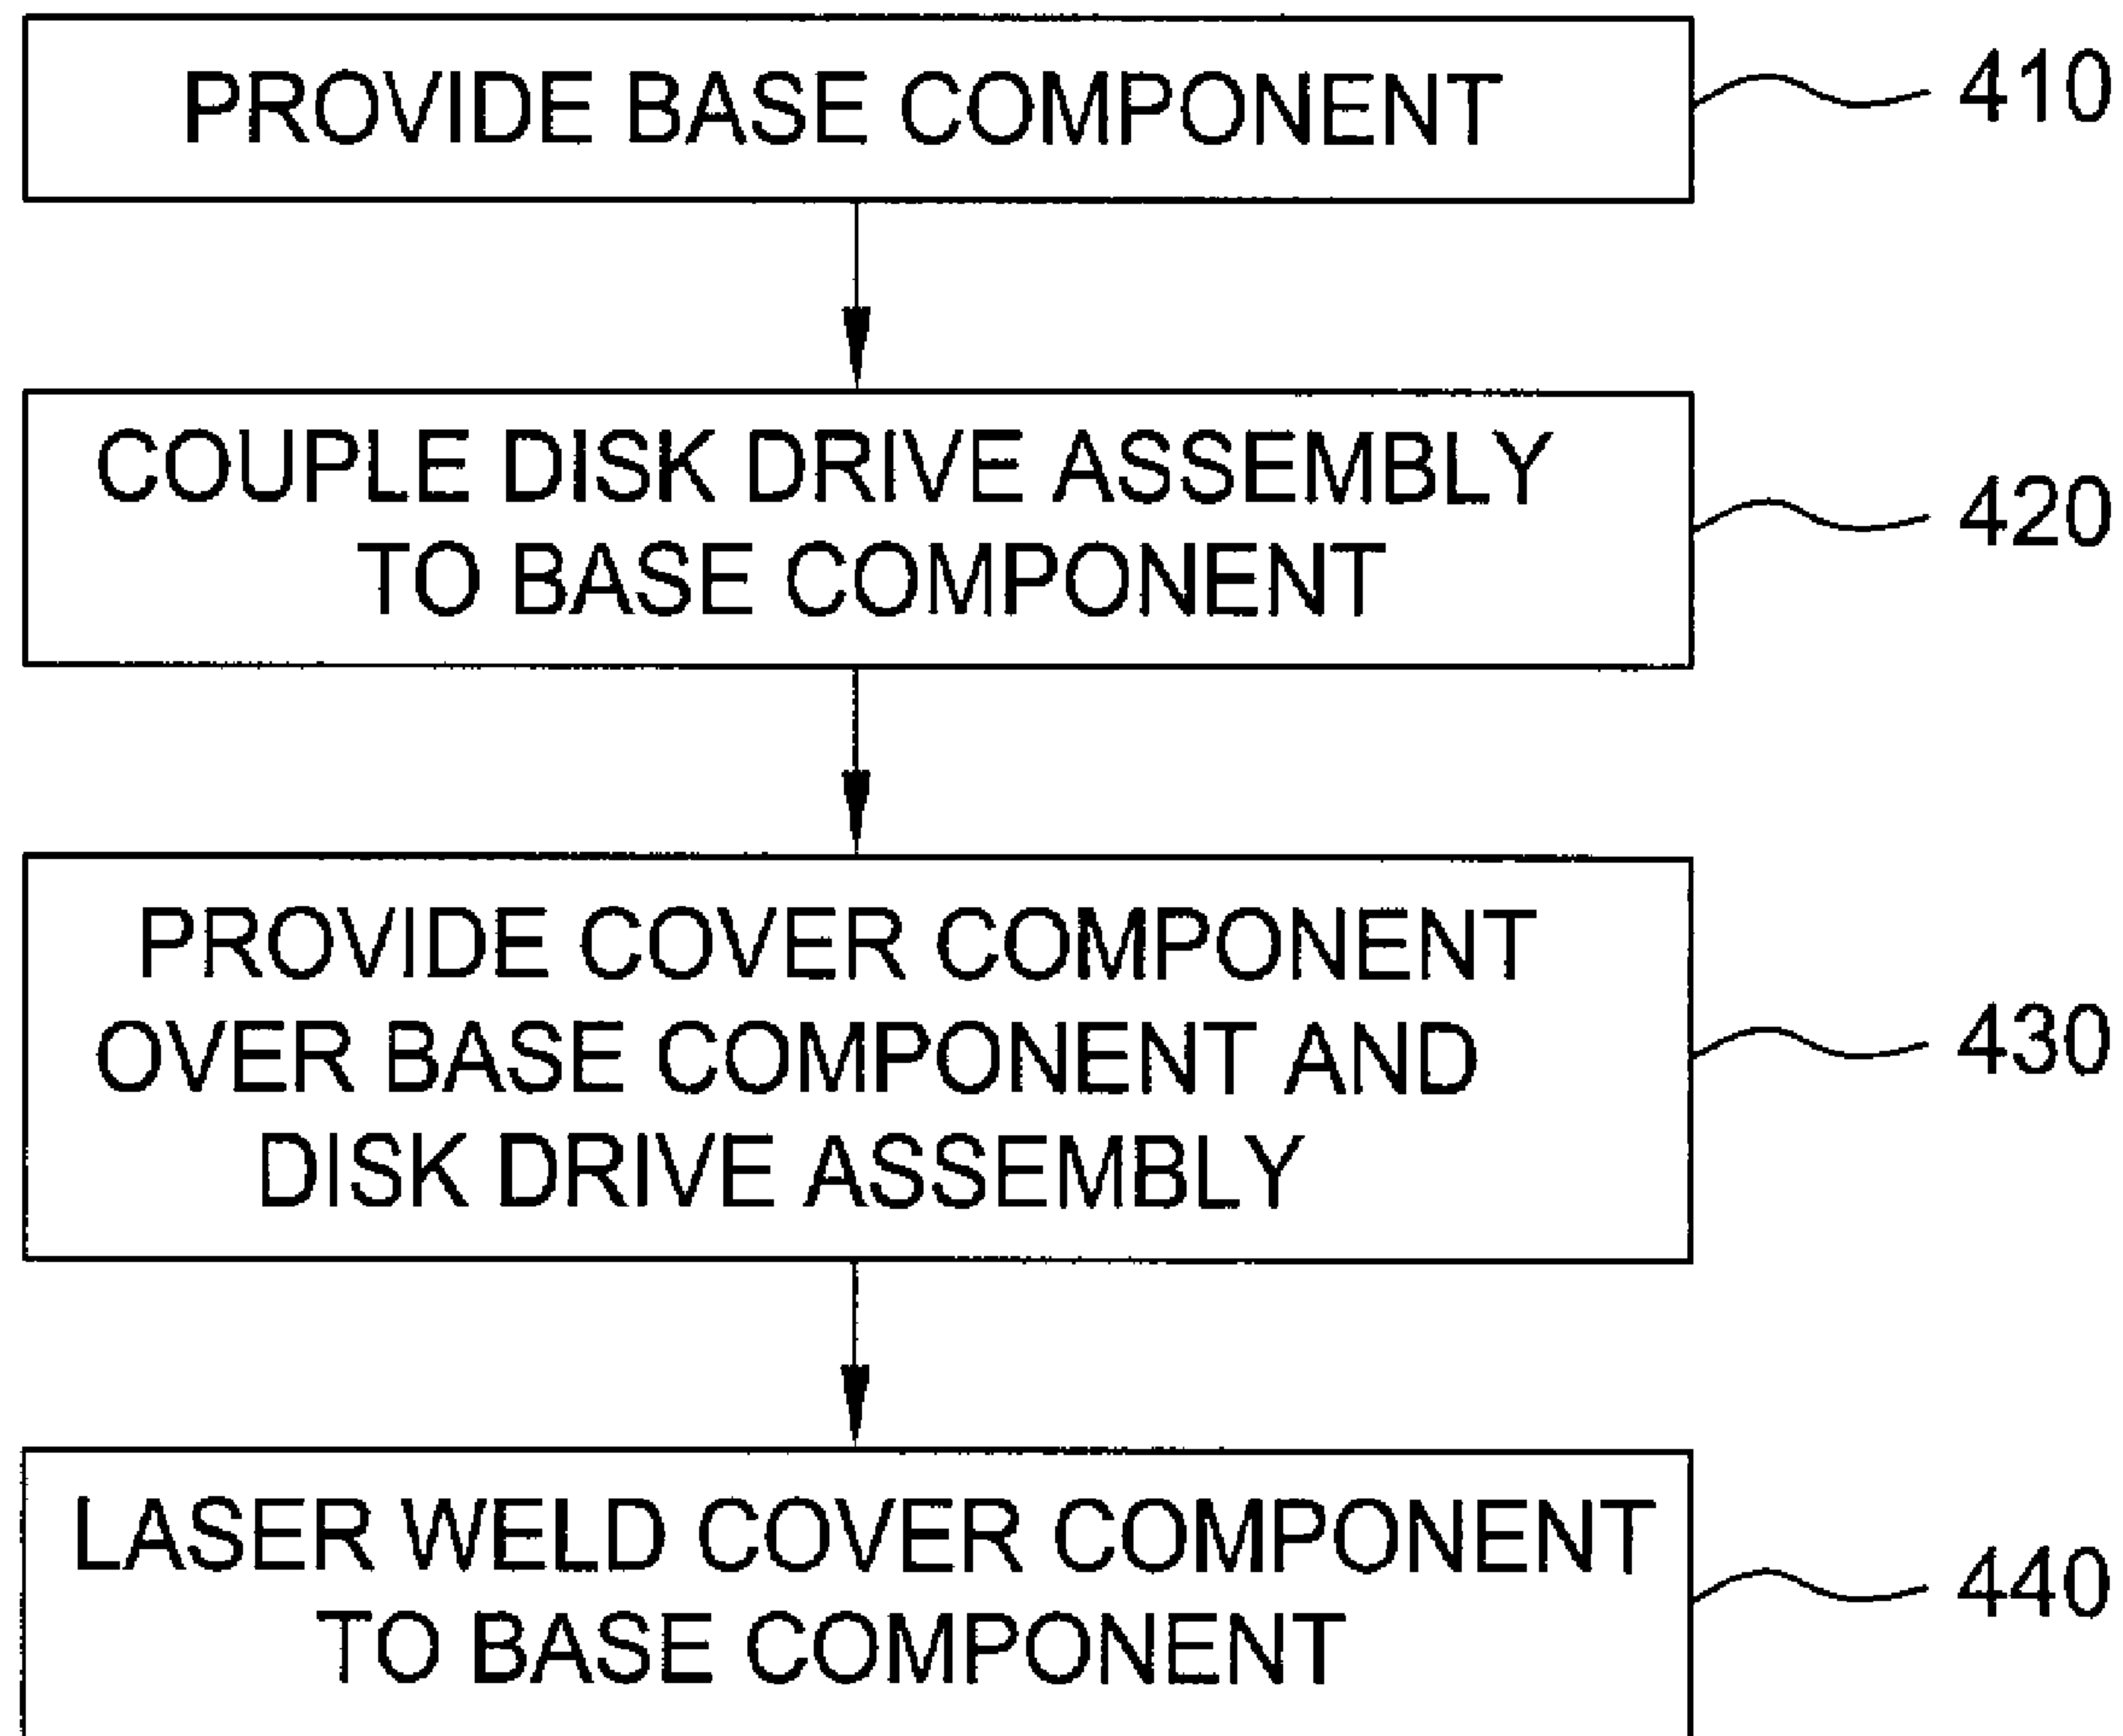 PROVIDE BASE COMPONENT
410
COUPLE DISK DRIVE ASSEMBLY
TO BASE COMPONENT
420
PROVIDE COVER COMPONENT
OVER BASE COMPONENT AND
DISK DRIVE ASSEMBLY
430
LASER WELD COVER COMPONENT
TO BASE COMPONENT
440